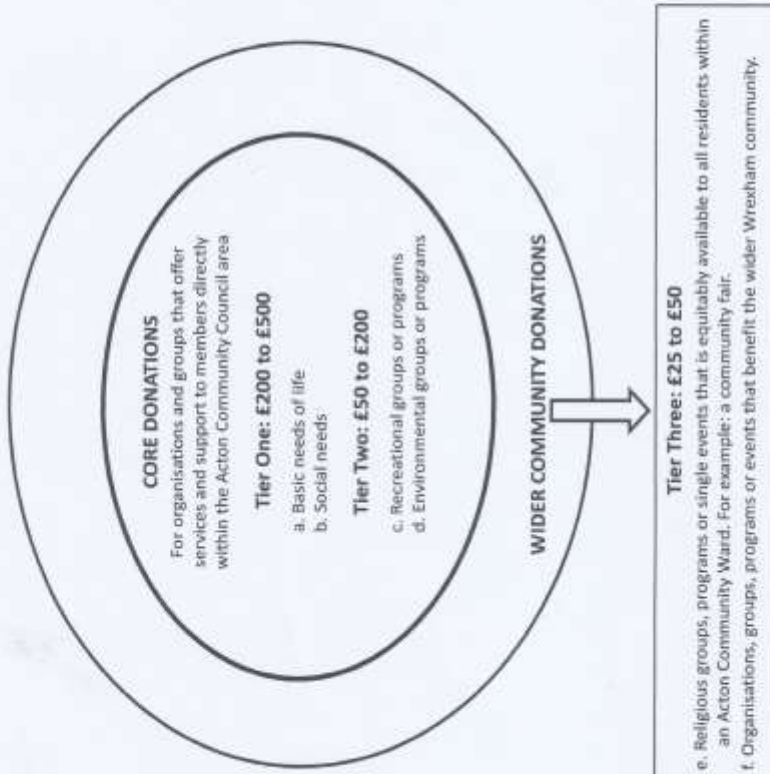 CORE DONATIONS
For organisations and groups that offer
services and support to members directly
within the Acton Community Council area
Tier One: £200 to £500
a. Basic needs of life
b. Social needs
Tier Two: £50 to £200
c. Recreational groups or programs
d. Environmental groups or programs
WIDER COMMUNITY DONATIONS
Tier Three: £25 to £50
e. Religious groups, programs or single events that is equitably available to all residents within
an Acton Community Ward. For example: a community fair.
f. Organisations, groups, programs or events that benefit the wider Wrexham community.